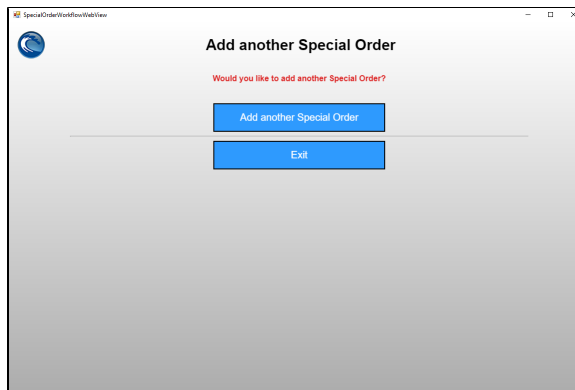 SpecialOrderWorkflowWebView
Add another Special Order
Would you like to add another Special Order?
Add another Special Order
Exit